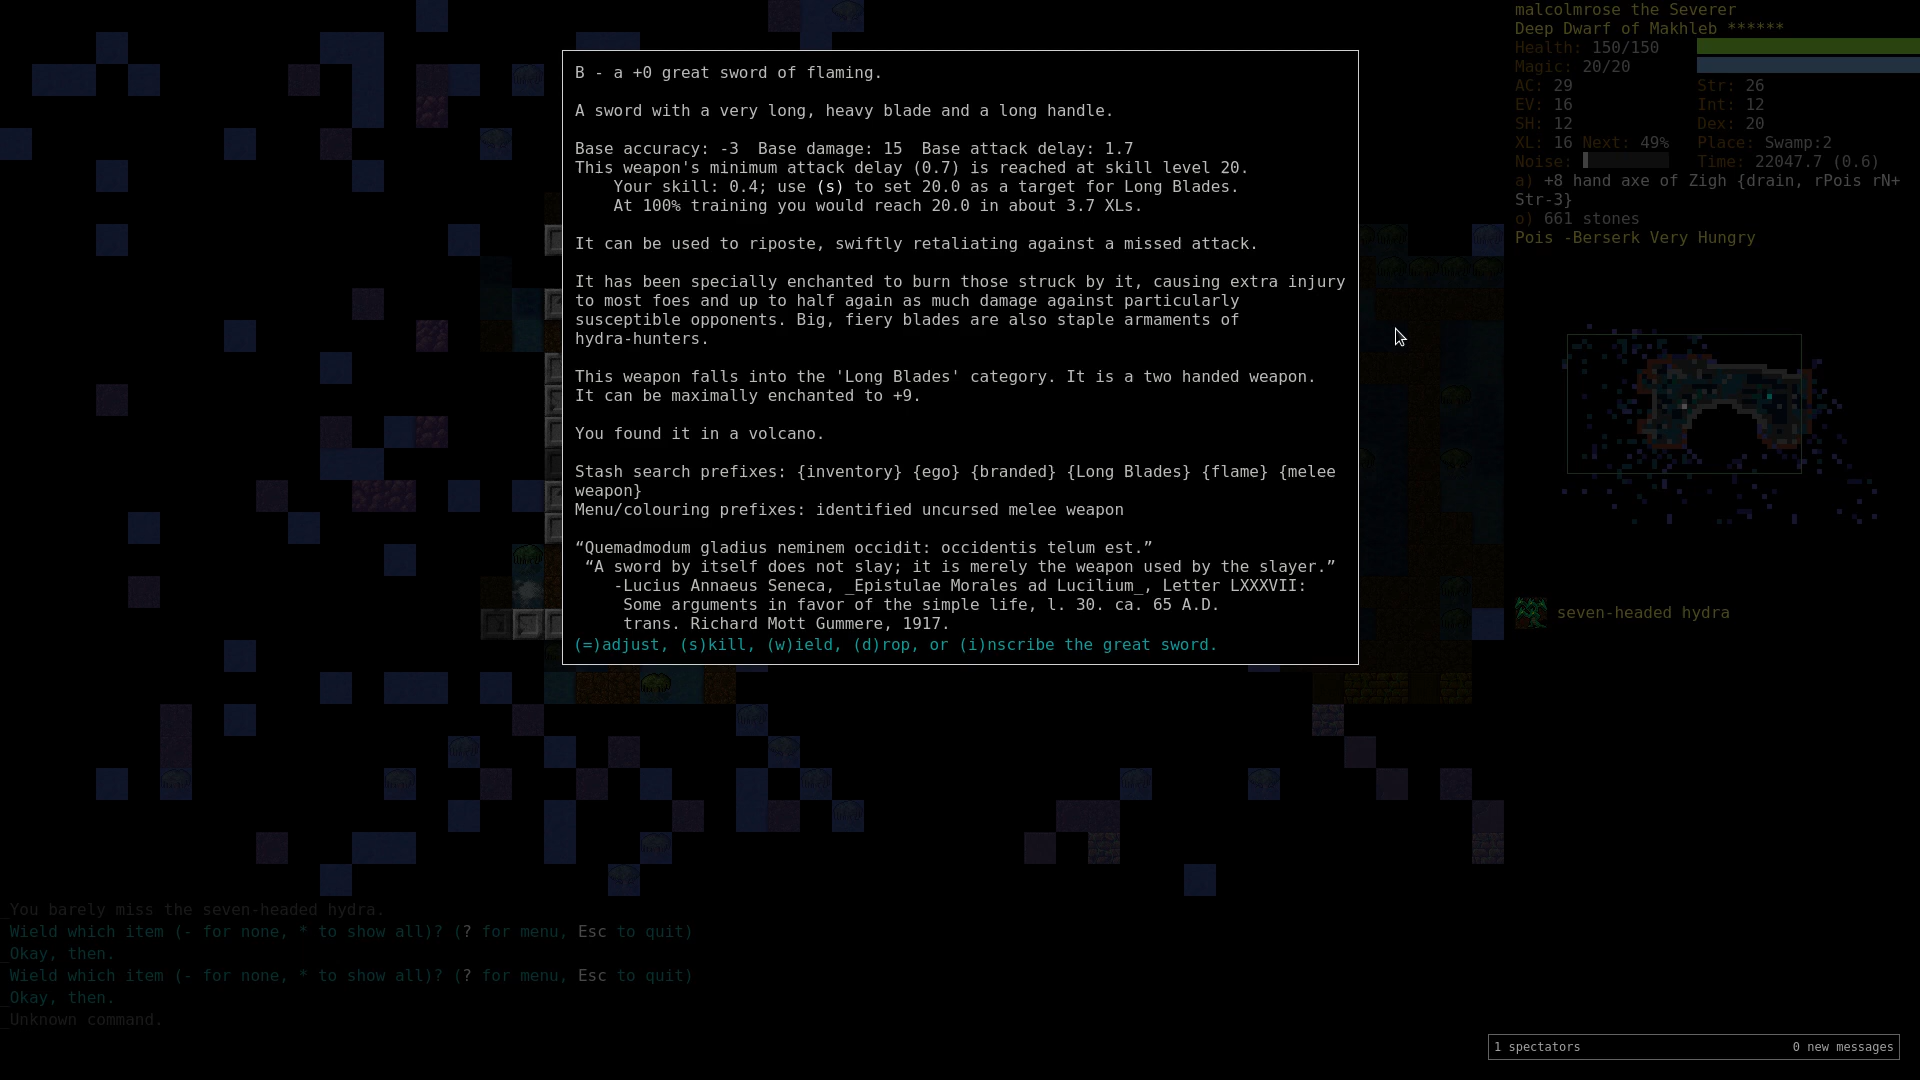 B - a +0 great sword of flaming.
A sword with a very long, heavy blade and a long handle.
Base accuracy: -3  Base damage: 15  Base attack delay: 1.7
This weapon's minimum attack delay (0.7) is reached at skill level 20.
Your skill: 0.4; use (s) to set 20.0 as a target for Long Blades.
At 100% training you would reach 20.0 in about 3.7 XLs.
It can be used to riposte, swiftly retaliating against a missed attack.
It has been specially enchanted to burn those struck by it, causing extra injury
to most foes and up to half again as much damage against particularly
susceptible opponents. Big, fiery blades are also staple armaments of
hydra-hunters.
This weapon falls into the 'Long Blades' category. It is a two handed weapon.
It can be maximally enchanted to +9.
You found it in a volcano.
Stash search prefixes: {inventory} {ego} {branded} {Long Blades} {flame} {melee
weapon}
Menu/colouring prefixes: identified uncursed melee weapon
“Quemadmodum gladius neminem occidit: occidentis telum est.”
“A sword by itself does not slay; it is merely the weapon used by the slayer.”
-Lucius Annaeus Seneca, _Epistulae Morales ad Lucilium_, Letter LXXXVII:
Some arguments in favor of the simple life, l. 30. ca. 65 A.D.
trans. Richard Mott Gummere, 1917.
(=)adjust, (s)kill, (w)ield, (d)rop, or (i)nscribe the great sword.
malcolmrose the Severer
Deep Dwarf of Makhleb ******
Health: 150/150
Magic: 20/20
AC: 29 Str: 26
EV: 16 Int: 12
SH: 12 Dex: 20
XL: 16 Next: 49% Place: Swamp:2
Noise: Time: 22047.7 (0.6)
a) +8 hand axe of Zigh {drain, rPois rN+
Str-3}
o) 661 stones
Pois -Berserk Very Hungry
seven-headed hydra
_You barely miss the seven-headed hydra.
Wield which item (- for none, * to show all)? (? for menu, Esc to quit)
_Okay, then.
Wield which item (- for none, * to show all)? (? for menu, Esc to quit)
_Okay, then.
_Unknown command.
1 spectators 0 new messages